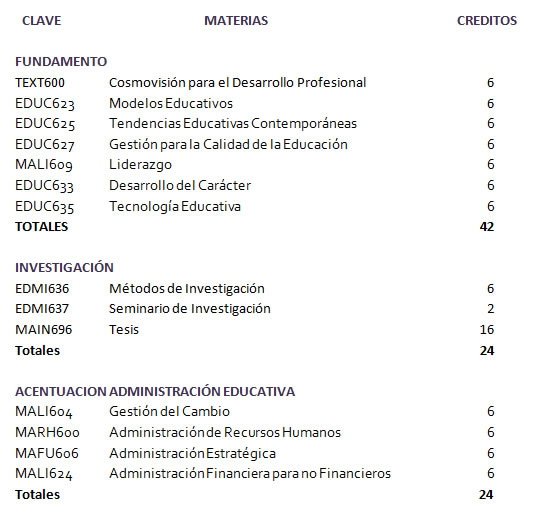 CLAVE MATERIAS CREDITOS
FUNDAMENTO
TEXT600 Cosmovisión para el Desarrollo Profesional 6
EDUC623 Modelos Educativos 6
EDUC625 Tendencias Educativas Contemporáneas 6
EDUC627 Gestión para la Calidad de la Educación 6
MALI609 Liderazgo 6
EDUC633 Desarrollo del Carácter 6
EDUC635 Tecnología Educativa 6
TOTALES 42
INVESTIGACIÓN
EDMI636 Métodos de Investigación 6
EDMI637 Seminario de Investigación 2
MAIN696 Tesis 16
Totales 24
ACENTUACION ADMINISTRACIÓN EDUCATIVA
MALI604 Gestión del Cambio 6
MARH600 Administración de Recursos Humanos 6
MAFU606 Administración Estratégica 6
MALI624 Administración Financiera para no Financieros 6
Totales 24